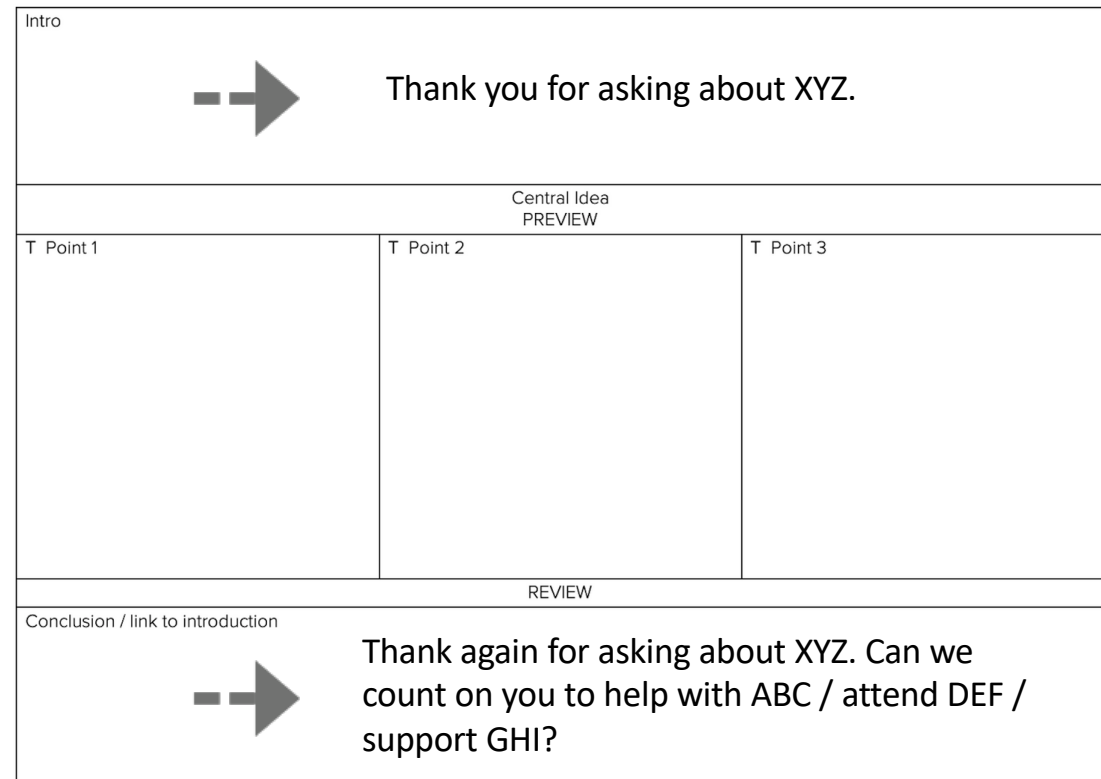 Intro
Thank you for asking about XYZ.
Central Idea
PREVIEW
T Point 1
T Point 2
T Point 3
REVIEW
Conclusion / link to introduction
Thank again for asking about XYZ. Can we
count on you to help with ABC / attend DEF /
support GHI?